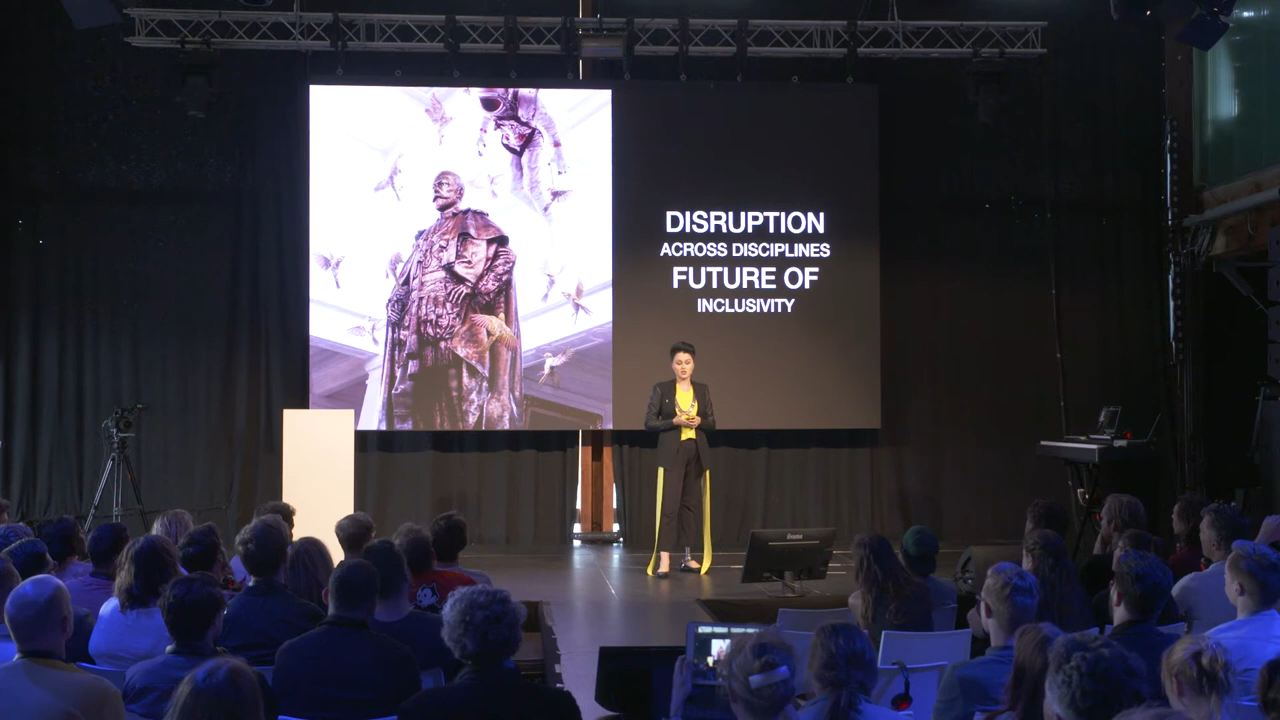 DISRUPTION
ACROSS DISCIPLINES
FUTURE OF
INCLUSIVITY